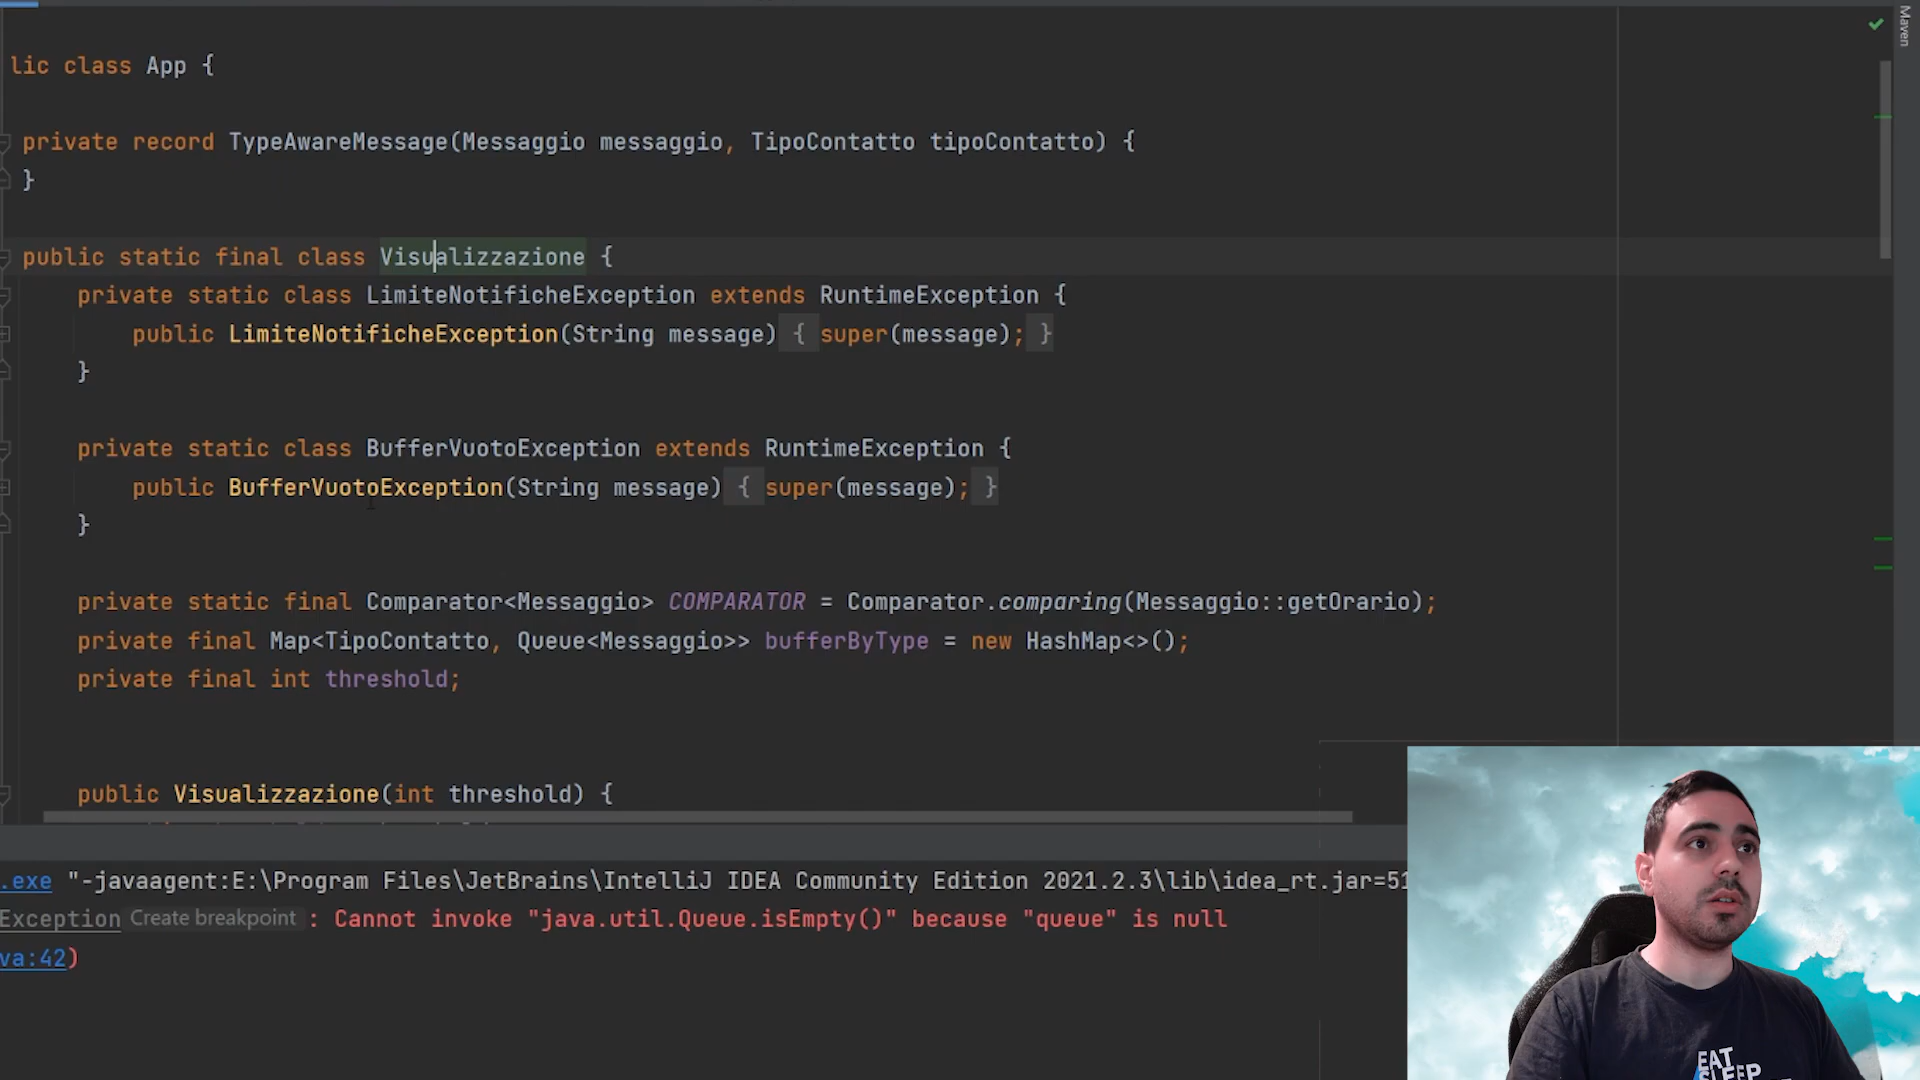 Maven
lic class App {
private record TypeAwareMessage(Messaggio messaggio, TipoContatto tipoContatto) {
}
public static final class Visualizzazione {
private static class LimiteNotificheException extends RuntimeException {
public LimiteNotificheException(String message) { super(message); }
}
private static class BufferVuotoException extends RuntimeException {
public BufferVuotoException(String message) { super(message); }
}
private static final Comparator<Messaggio> COMPARATOR = Comparator.comparing(Messaggio::getOrario);
private final Map<TipoContatto, Queue<Messaggio>> bufferByType = new HashMap<>();
private final int threshold;
public Visualizzazione(int threshold) {
.exe "-javaagent:E:\Program Files\JetBrains\IntelliJ IDEA Community Edition 2021.2.3\lib\idea_rt.jar=51
Exception Create breakpoint : Cannot invoke "java.util.Queue.isEmpty()" because "queue" is null
va:42)
EAT
SLEEP